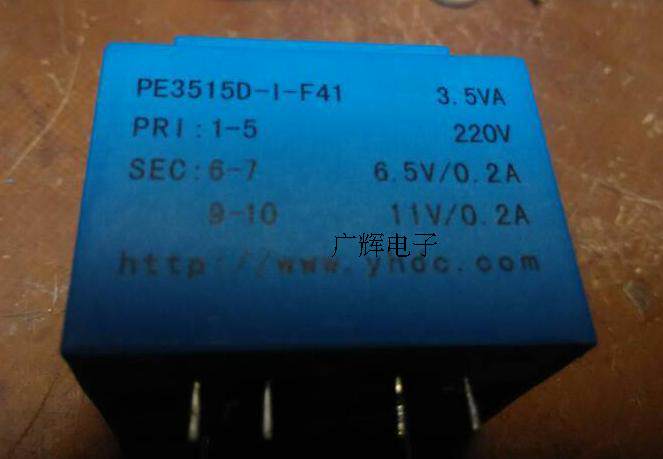 PE3515D-I-F41 3.5VA
PRI:1-5 220V
SEC:6-7 6.5V/0.2A
9-10 11V/0.2A
广辉电子
http://www.yhdc.com